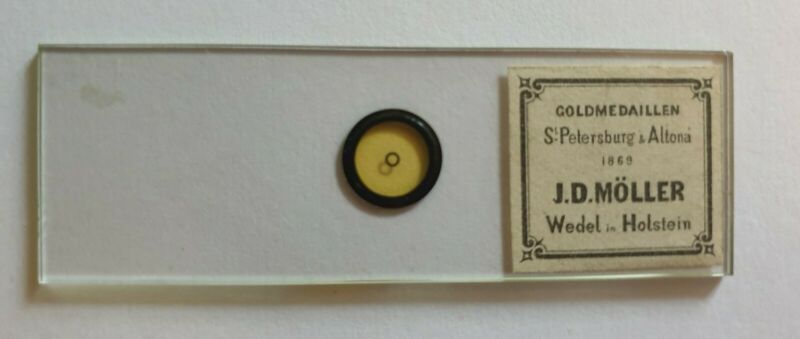 GOLDMEDAILLEN
St. Petersburg & Altona
1869
J.D. MÖLLER
Wedel in Holstein